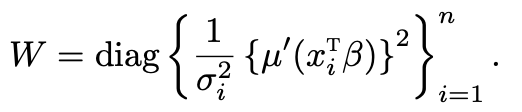 W = diag { 1/σ_i^2 {μ′(x_i^T β)}^2 }_{i=1}^n .